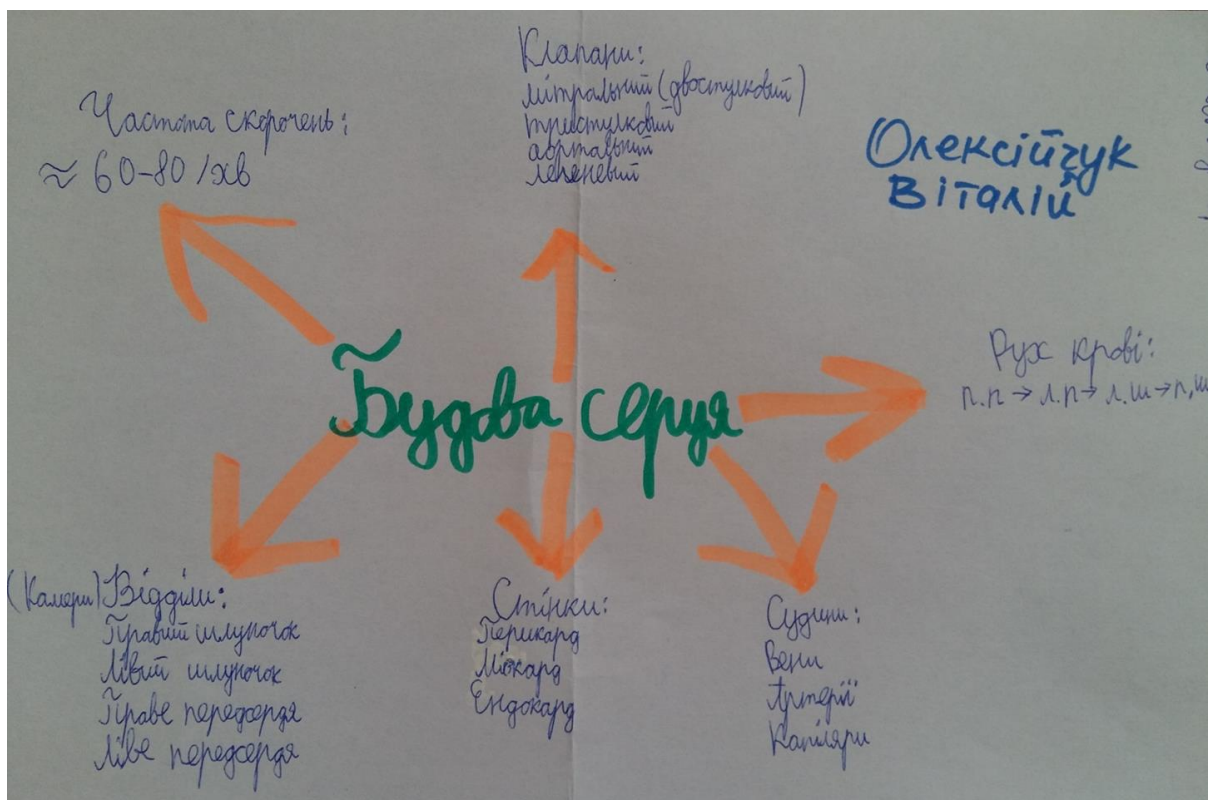 Клапани:
мітральний (двостулковий)
тристулковий
аортальний
легеневий
Частота скорочень:
≈ 60-80/хв
Олексійчук
Віталій
Будова серця
Рух крові:
п.п → л.п → л.ш → п.ш
(Камери) Відділи:
Правий шлуночок
Лівий шлуночок
Праве передсердя
Ліве передсердя
Стінки:
Перикард
Міокард
Ендокард
Судини:
Вени
Артерії
Капіляри